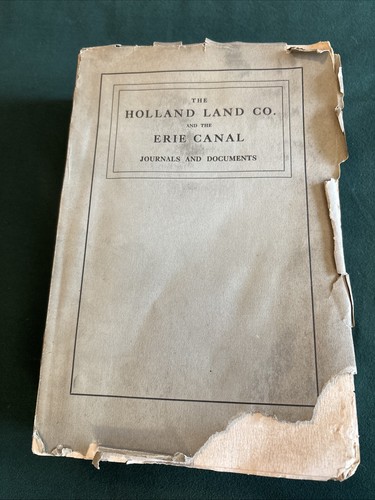 THE
HOLLAND LAND CO.
AND THE
ERIE CANAL
JOURNALS AND DOCUMENTS